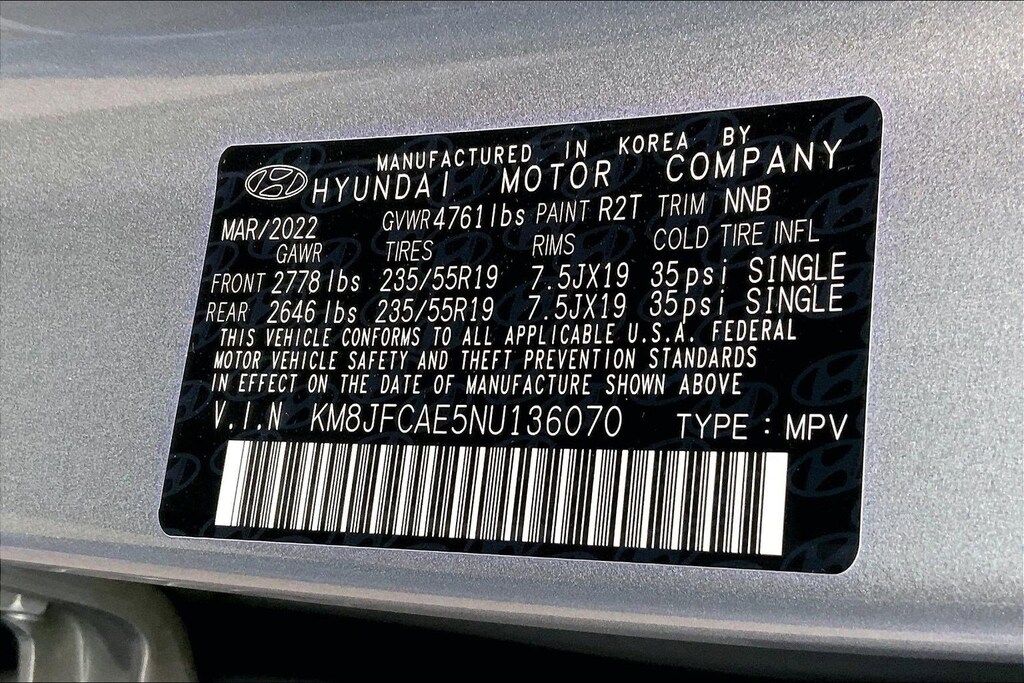 MANUFACTURED IN KOREA BY
HYUNDAI MOTOR COMPANY
MAR/2022 GVWR 4761lbs PAINT R2T TRIM NNB
GAWR TIRES RIMS COLD TIRE INFL
FRONT 2778 lbs 235/55R19 7.5JX19 35psi SINGLE
REAR 2646 lbs 235/55R19 7.5JX19 35psi SINGLE
THIS VEHICLE CONFORMS TO ALL APPLICABLE U.S.A. FEDERAL
MOTOR VEHICLE SAFETY AND THEFT PREVENTION STANDARDS
IN EFFECT ON THE DATE OF MANUFACTURE SHOWN ABOVE
V.I.N KM8JFCAE5NU136070 TYPE : MPV